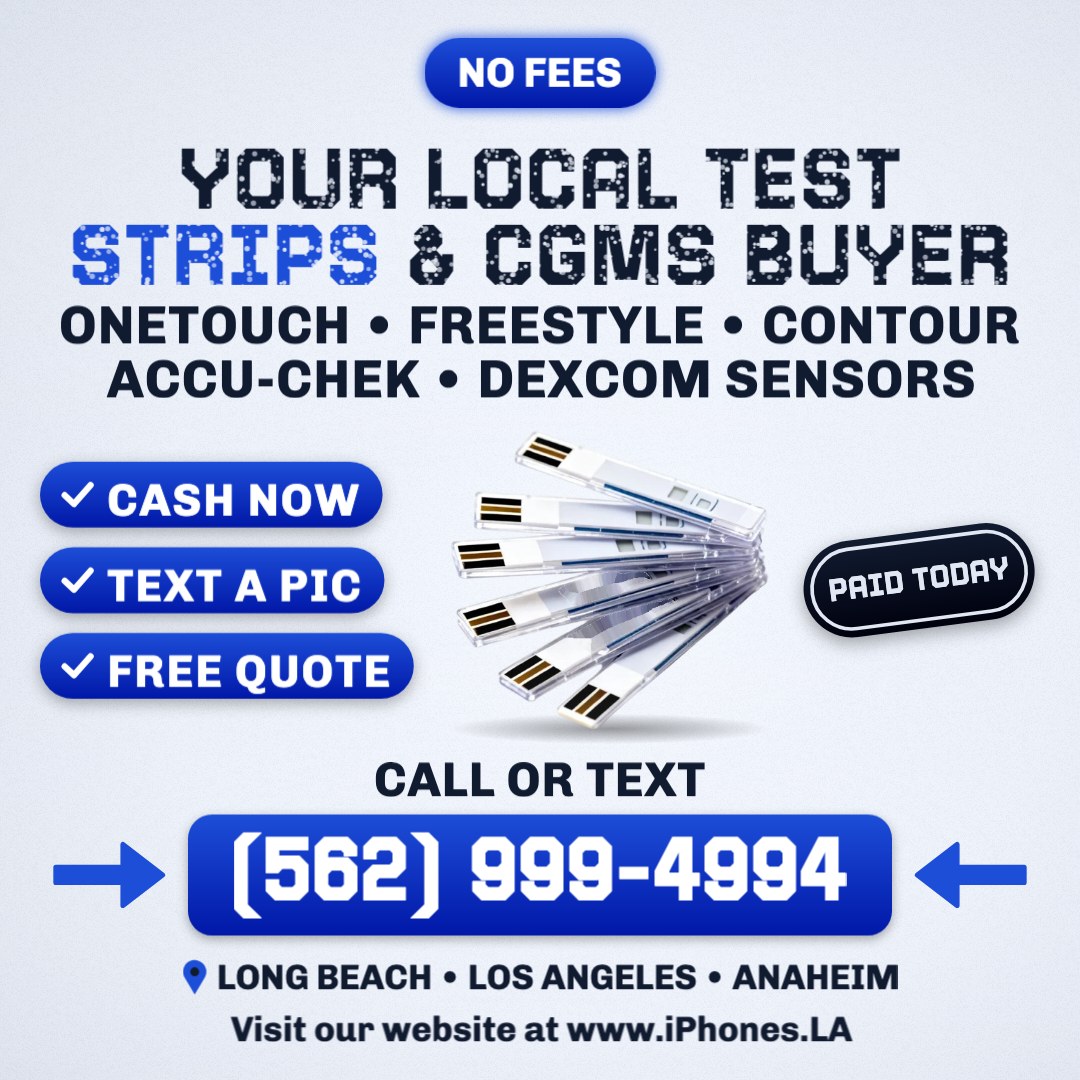 NO FEES
YOUR LOCAL TEST
STRIPS & CGMS BUYER
ONETOUCH • FREESTYLE • CONTOUR
ACCU-CHEK • DEXCOM SENSORS
CASH NOW
TEXT A PIC
FREE QUOTE
PAID TODAY
CALL OR TEXT
(562) 999-4994
LONG BEACH • LOS ANGELES • ANAHEIM
Visit our website at www.iPhones.LA